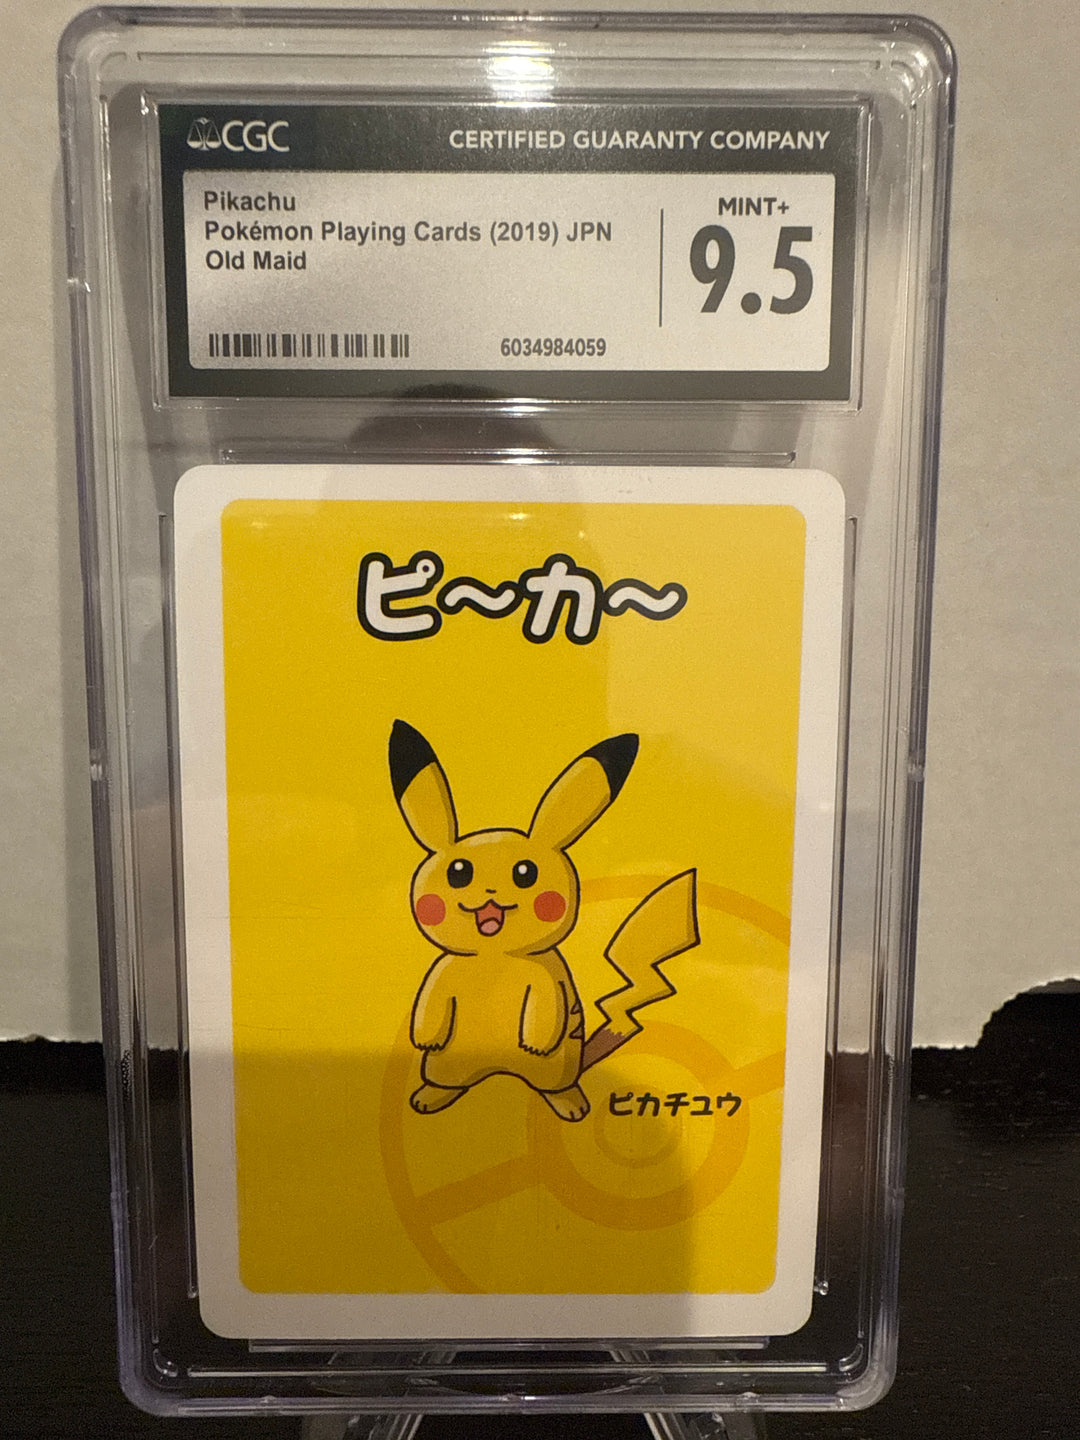 CGC CERTIFIED GUARANTY COMPANY
Pikachu
Pokémon Playing Cards (2019) JPN
Old Maid
MINT+
9.5
6034984059
ピ～カ～
ピカチュウ